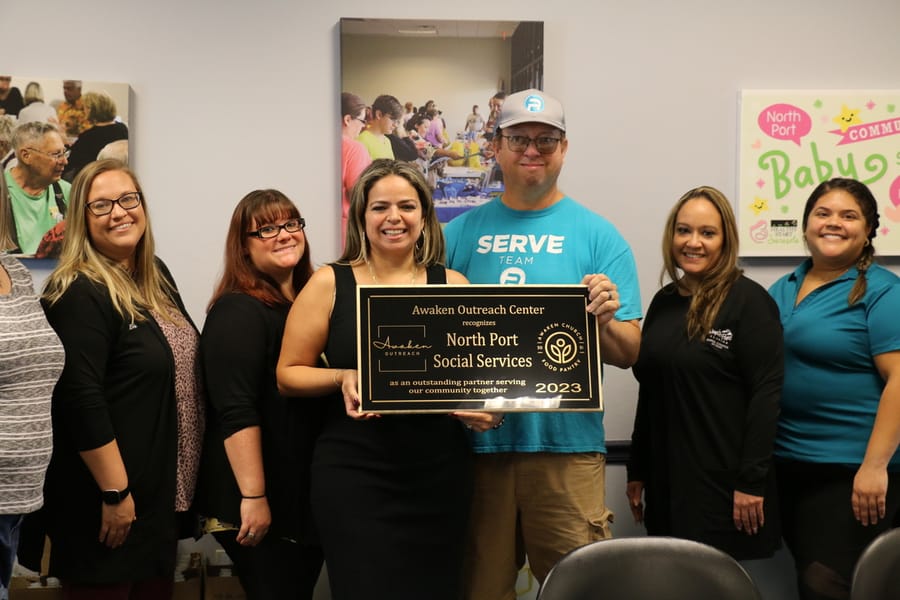 North
Port
COMMU
Baby
SERVE
TEAM
Awaken Outreach Center
recognizes
North Port
Social Services
Awaken
OUTREACH
AWAKEN CHURCH
FOOD PANTRY
as an outstanding partner serving
our community together
2023